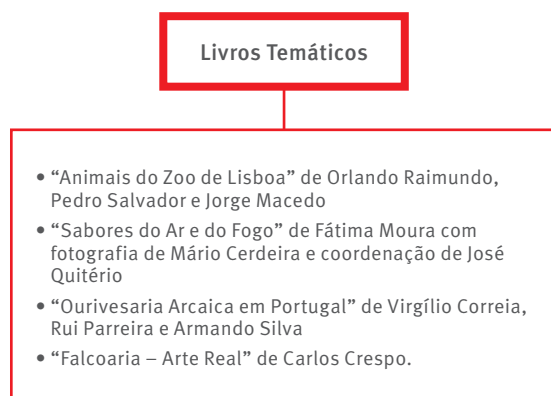 Livros Temáticos
• “Animais do Zoo de Lisboa” de Orlando Raimundo,
Pedro Salvador e Jorge Macedo
• “Sabores do Ar e do Fogo” de Fátima Moura com
fotografia de Mário Cerdeira e coordenação de José
Quitério
• “Ourivesaria Arcaica em Portugal” de Virgílio Correia,
Rui Parreira e Armando Silva
• “Falcoaria – Arte Real” de Carlos Crespo.